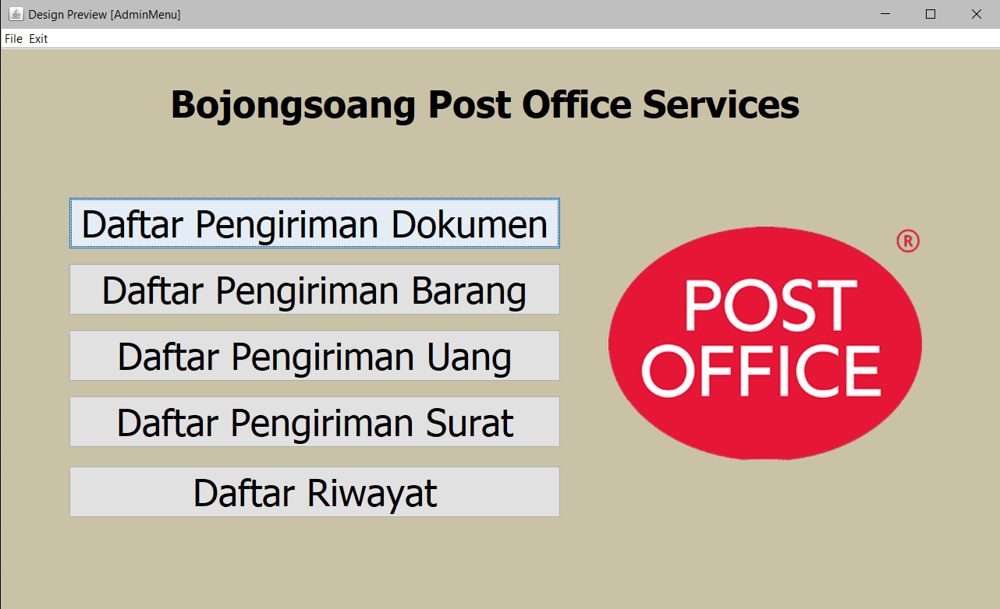 Design Preview [AdminMenu]
File Exit
Bojongsoang Post Office Services
Daftar Pengiriman Dokumen
Daftar Pengiriman Barang
Daftar Pengiriman Uang
Daftar Pengiriman Surat
Daftar Riwayat
®
POST
OFFICE